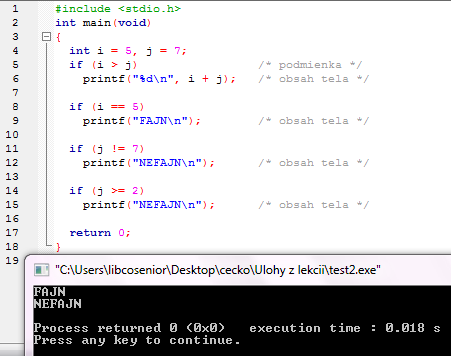 1 #include <stdio.h>
2 int main(void)
3 {
4 int i = 5, j = 7;
5 if (i > j) /* podmienka */
6 printf("%d\n", i + j); /* obsah tela */
7
8 if (i == 5)
9 printf("FAJN\n"); /* obsah tela */
10
11 if (j != 7)
12 printf("NEFAJN\n"); /* obsah tela */
13
14 if (j >= 2)
15 printf("NEFAJN\n"); /* obsah tela */
16
17 return 0;
18 }
19
"C:\Users\libcosenior\Desktop\cecko\Ulohy z lekcii\test2.exe"
FAJN
NEFAJN
Process returned 0 (0x0) execution time : 0.018 s
Press any key to continue.